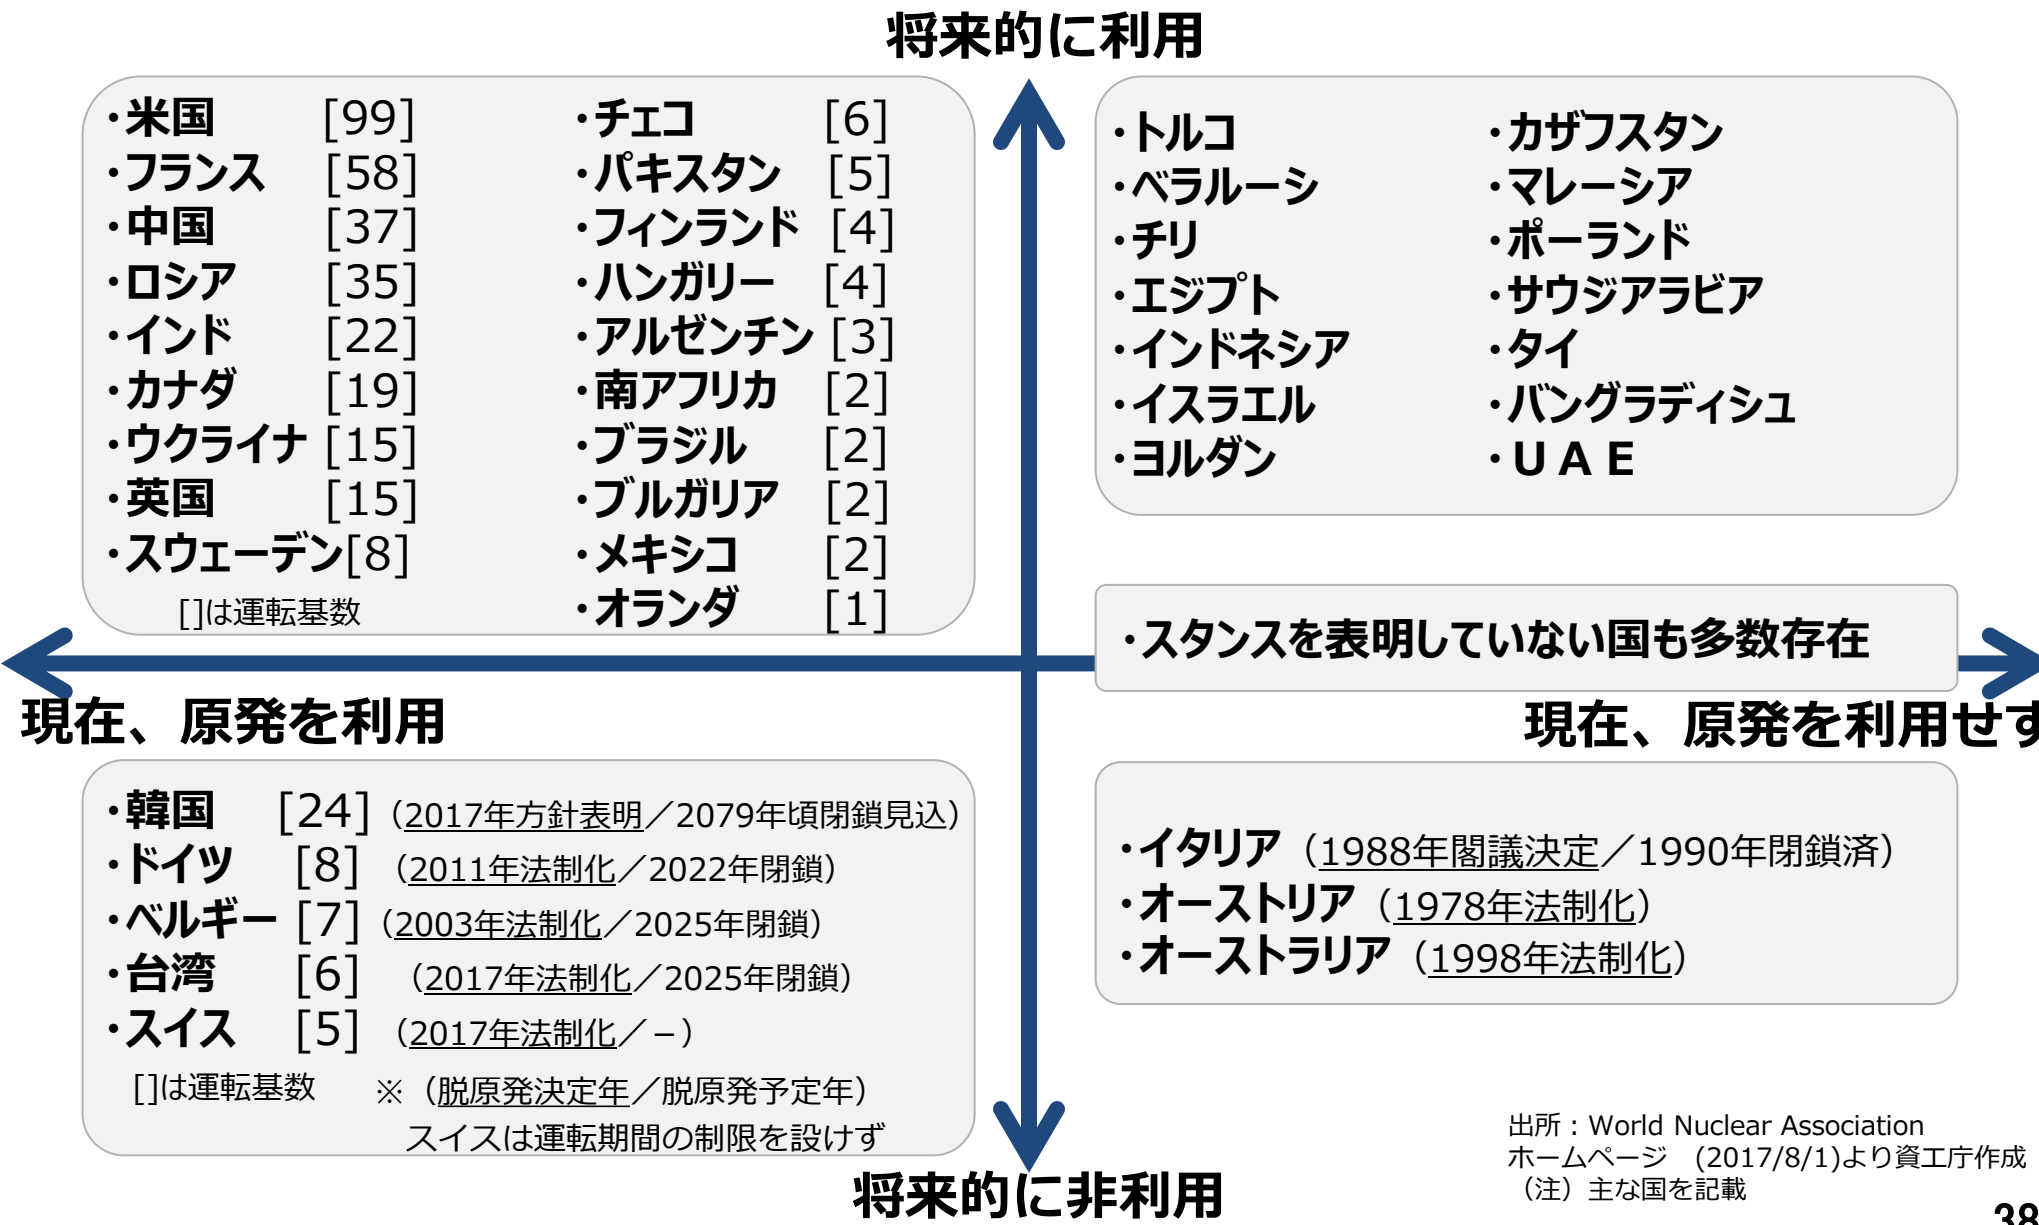 将来的に利用
・米国 [99]
・フランス [58]
・中国 [37]
・ロシア [35]
・インド [22]
・カナダ [19]
・ウクライナ [15]
・英国 [15]
・スウェーデン[8]
[]は運転基数
・チェコ [6]
・パキスタン [5]
・フィンランド [4]
・ハンガリー [4]
・アルゼンチン [3]
・南アフリカ [2]
・ブラジル [2]
・ブルガリア [2]
・メキシコ [2]
・オランダ [1]
・トルコ
・ベラルーシ
・チリ
・エジプト
・インドネシア
・イスラエル
・ヨルダン
・カザフスタン
・マレーシア
・ポーランド
・サウジアラビア
・タイ
・バングラディシュ
・ＵＡＥ
・スタンスを表明していない国も多数存在
現在、原発を利用
現在、原発を利用せず
・韓国 [24]（2017年方針表明／2079年頃閉鎖見込）
・ドイツ [8]（2011年法制化／2022年閉鎖）
・ベルギー [7]（2003年法制化／2025年閉鎖）
・台湾 [6]（2017年法制化／2025年閉鎖）
・スイス [5]（2017年法制化／－）
[]は運転基数 ※（脱原発決定年／脱原発予定年）
スイスは運転期間の制限を設けず
・イタリア（1988年閣議決定／1990年閉鎖済）
・オーストリア（1978年法制化）
・オーストラリア（1998年法制化）
将来的に非利用
出所：World Nuclear Association
ホームページ (2017/8/1)より資工庁作成
（注）主な国を記載
38